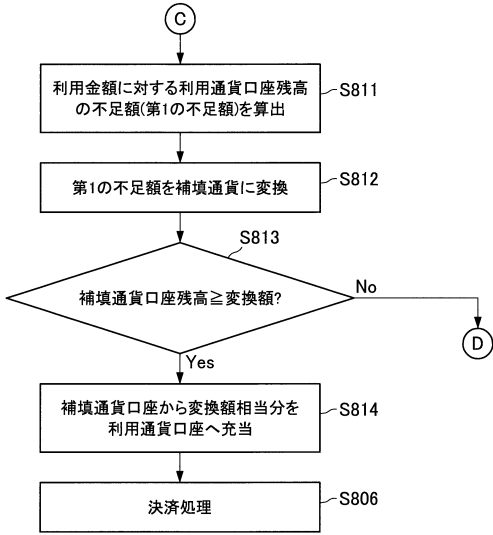 C
利用金額に対する利用通貨口座残高
の不足額(第1の不足額)を算出
S811
第1の不足額を補填通貨に変換
S812
S813
補填通貨口座残高≧変換額?
No
D
Yes
補填通貨口座から変換額相当分を
利用通貨口座へ充当
S814
決済処理
S806